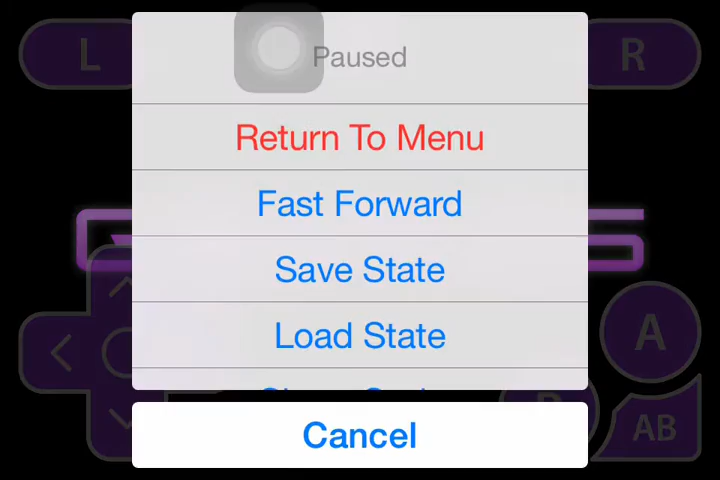 L
Paused
R
Return To Menu
Fast Forward
Save State
Load State
A
AB
Cancel